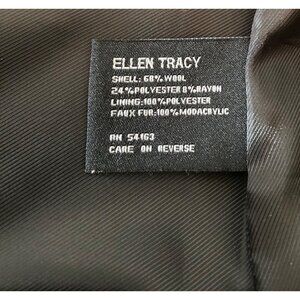 ELLEN TRACY
SHELL: 68% WOOL
24% POLYESTER 8% RAYON
LINING: 100% POLYESTER
FAUX FUR: 100% MODACRYLIC
RN 54163
CARE ON REVERSE